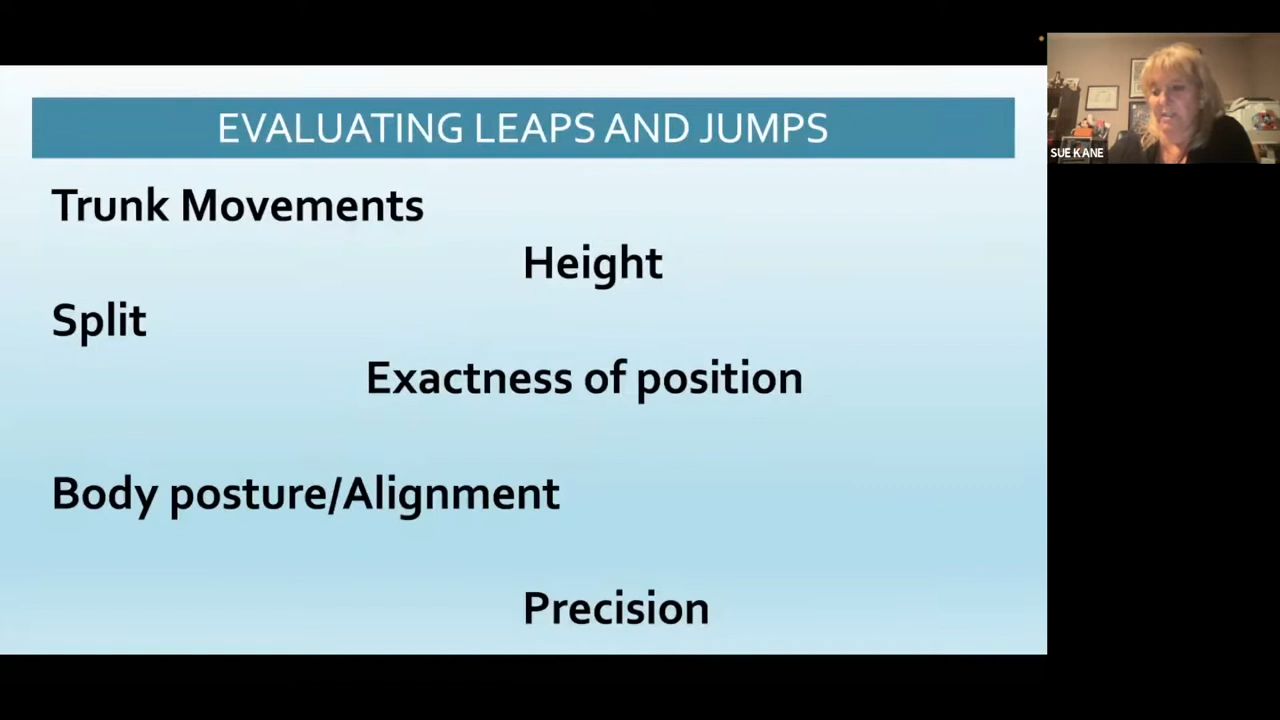 EVALUATING LEAPS AND JUMPS
Trunk Movements
Height
Split
Exactness of position
Body posture/Alignment
Precision
SUE KANE